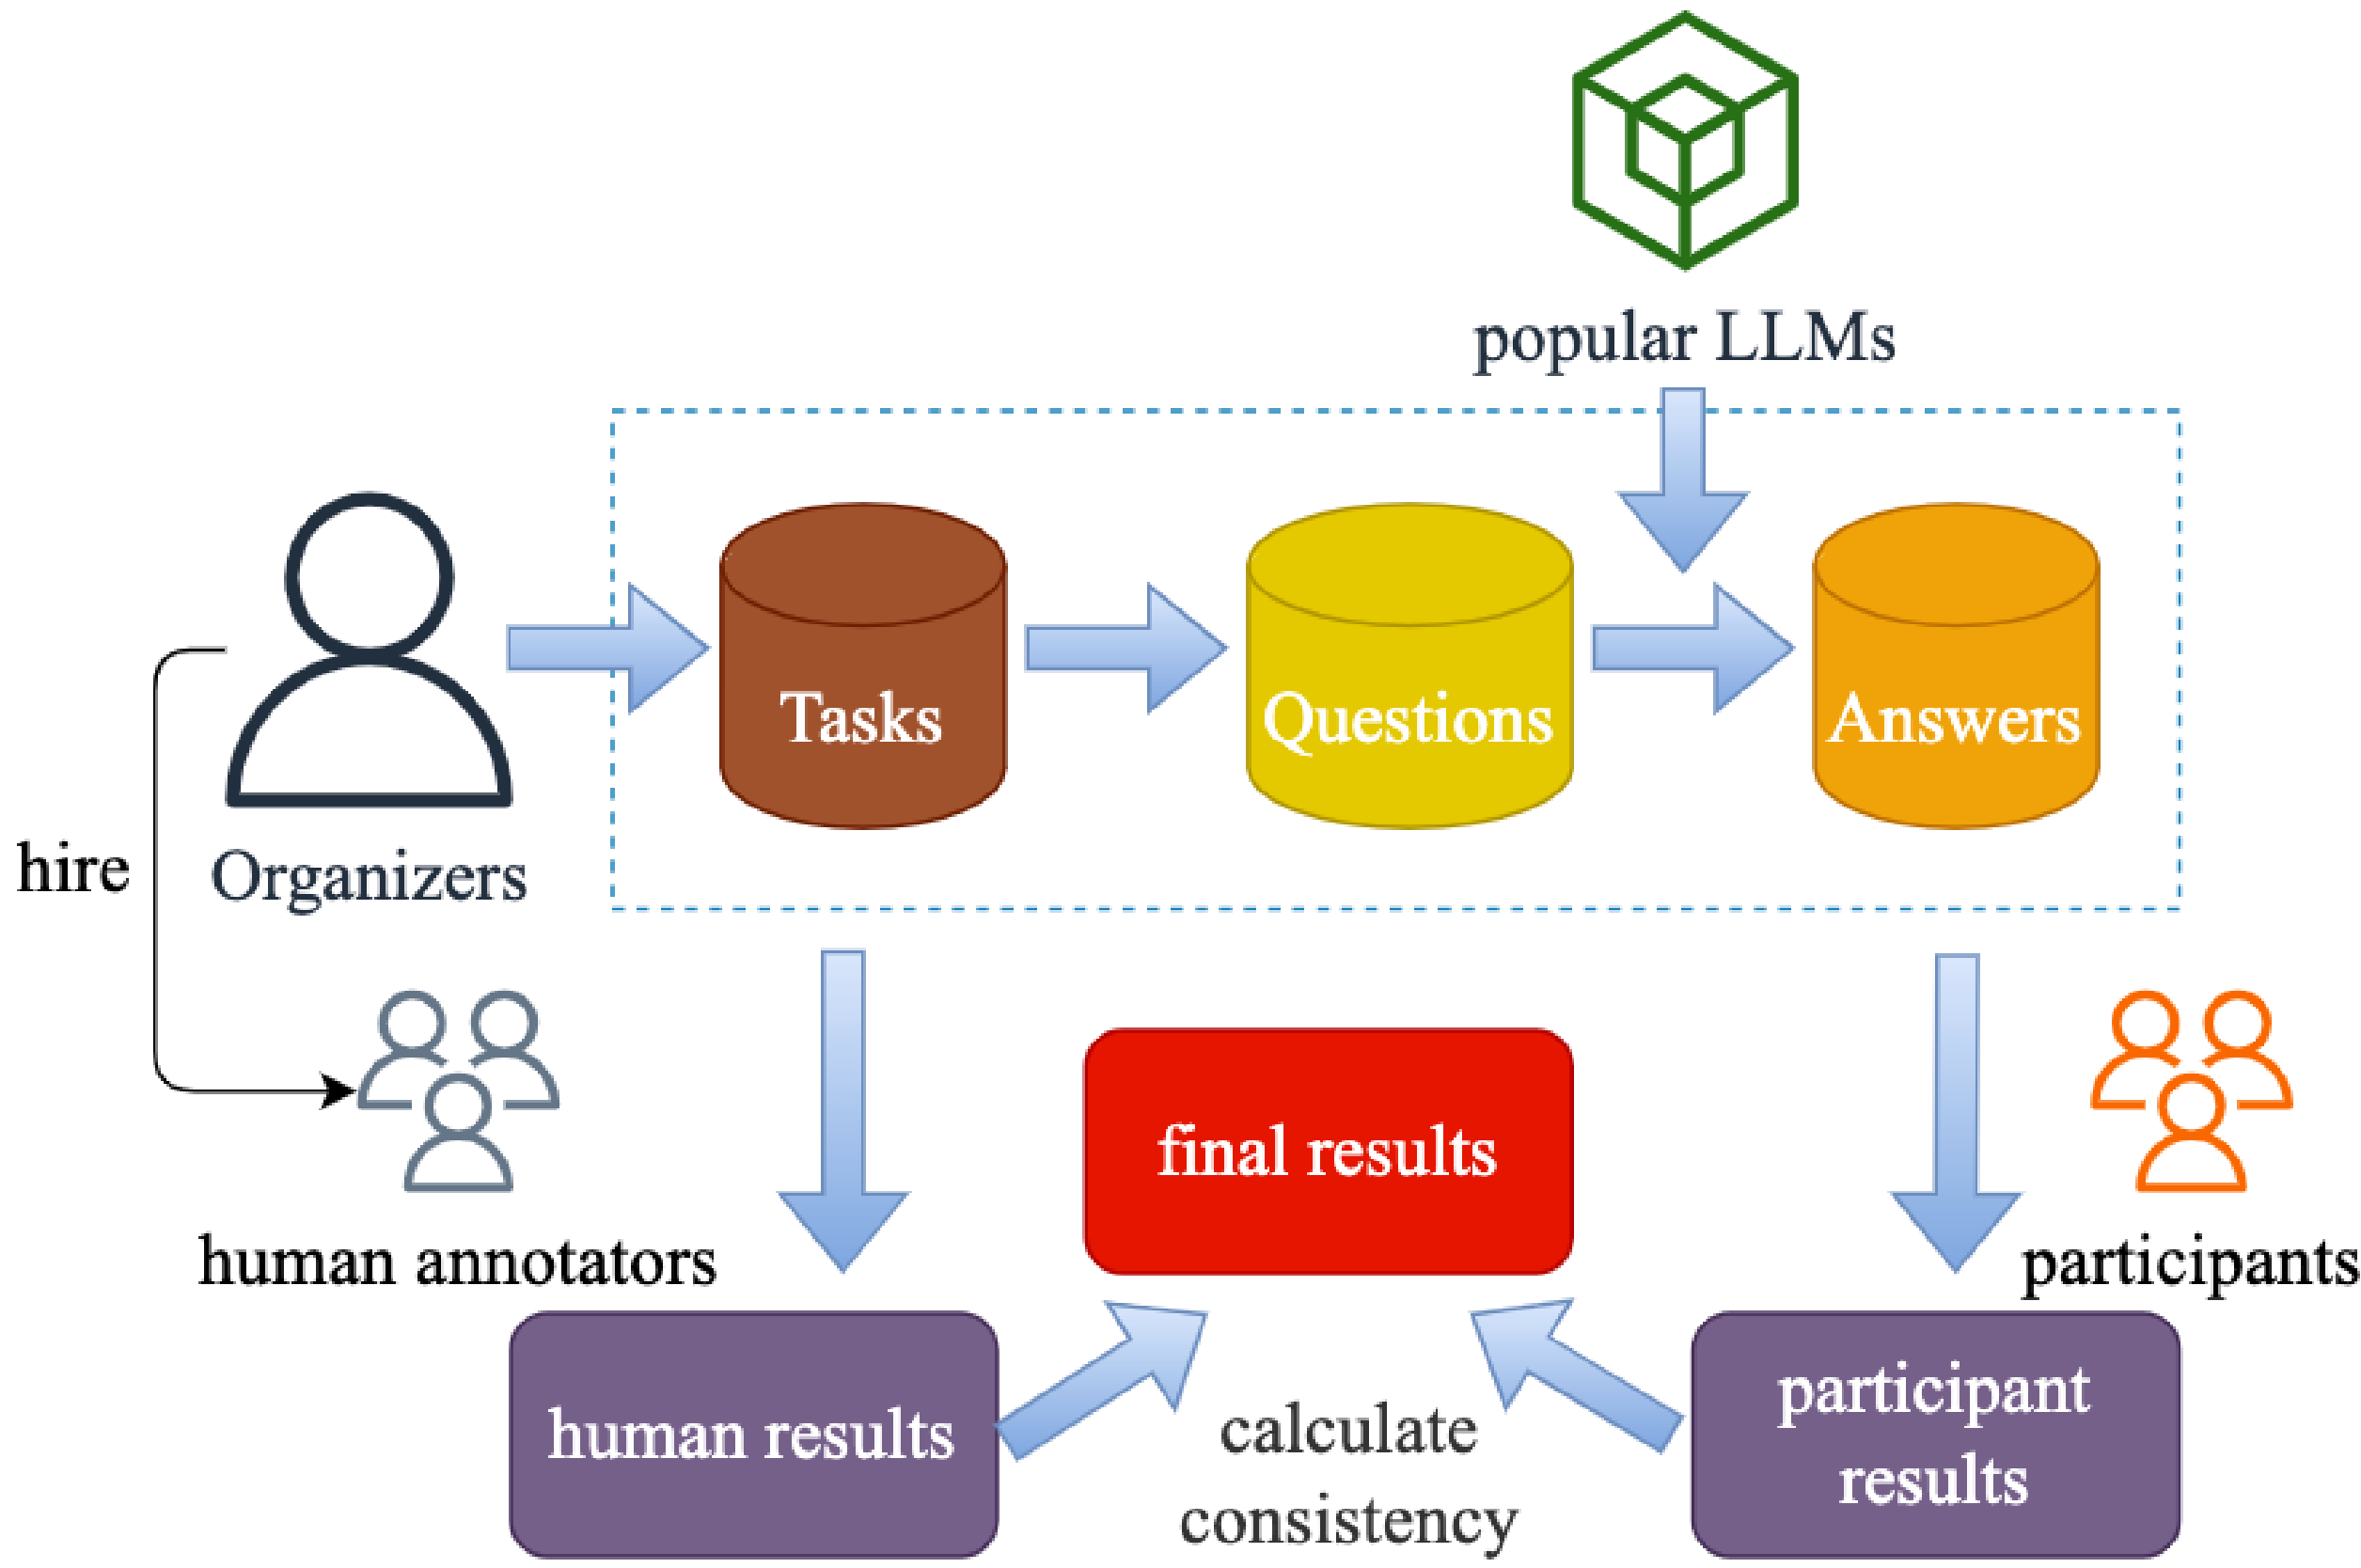 popular LLMs
Tasks
Questions
Answers
hire
Organizers
final results
human annotators
participants
human results
calculate
consistency
participant
results